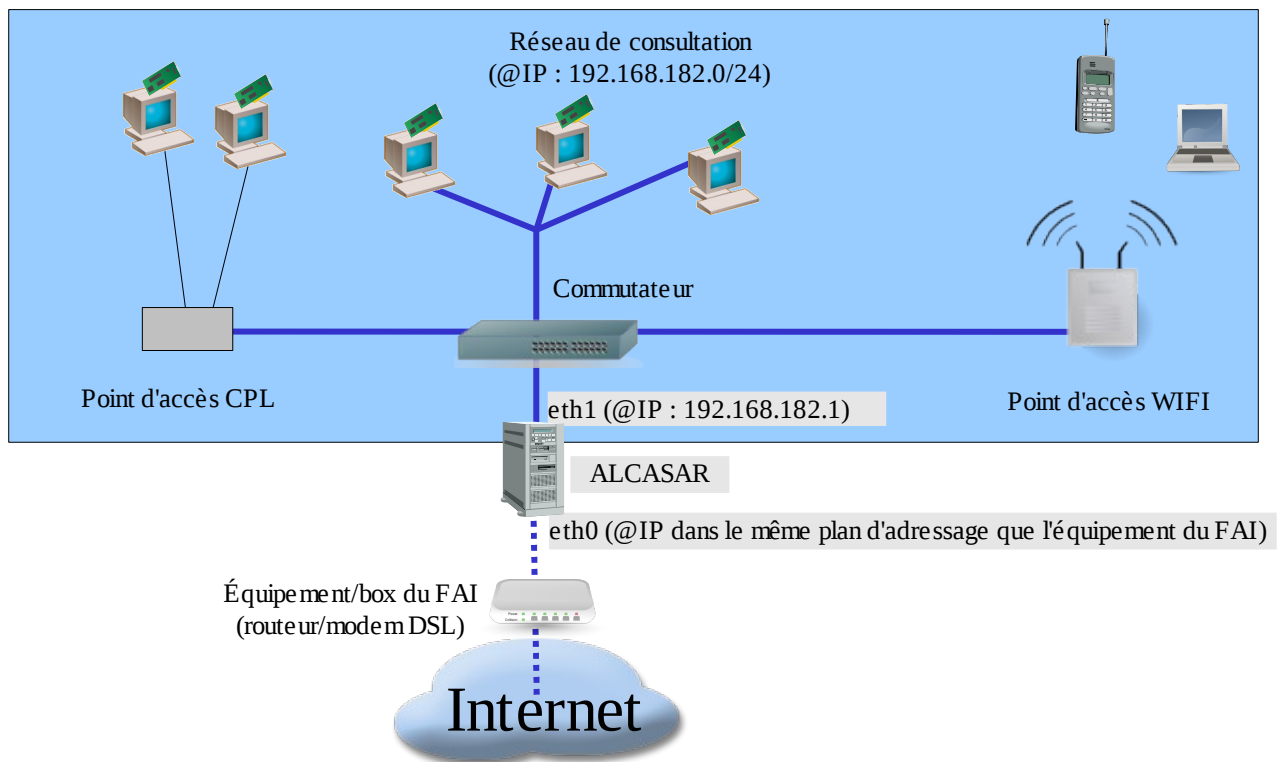 Réseau de consultation
(@IP : 192.168.182.0/24)
Commutateur
Point d'accès CPL
eth1 (@IP : 192.168.182.1)
Point d'accès WIFI
ALCASAR
eth0 (@IP dans le même plan d'adressage que l'équipement du FAI)
Équipement/box du FAI
(routeur/modem DSL)
Internet